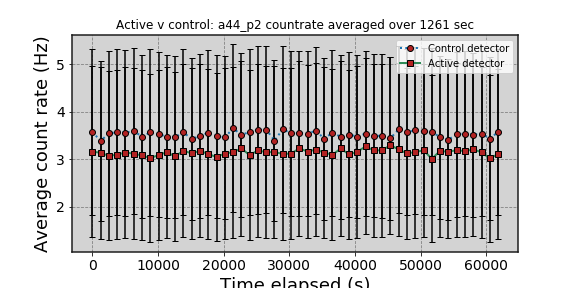 Active v control: a44_p2 countrate averaged over 1261 sec
Control detector
Active detector
Average count rate (Hz)
5
4
3
2
0 10000 20000 30000 40000 50000 60000
Time elapsed (s)